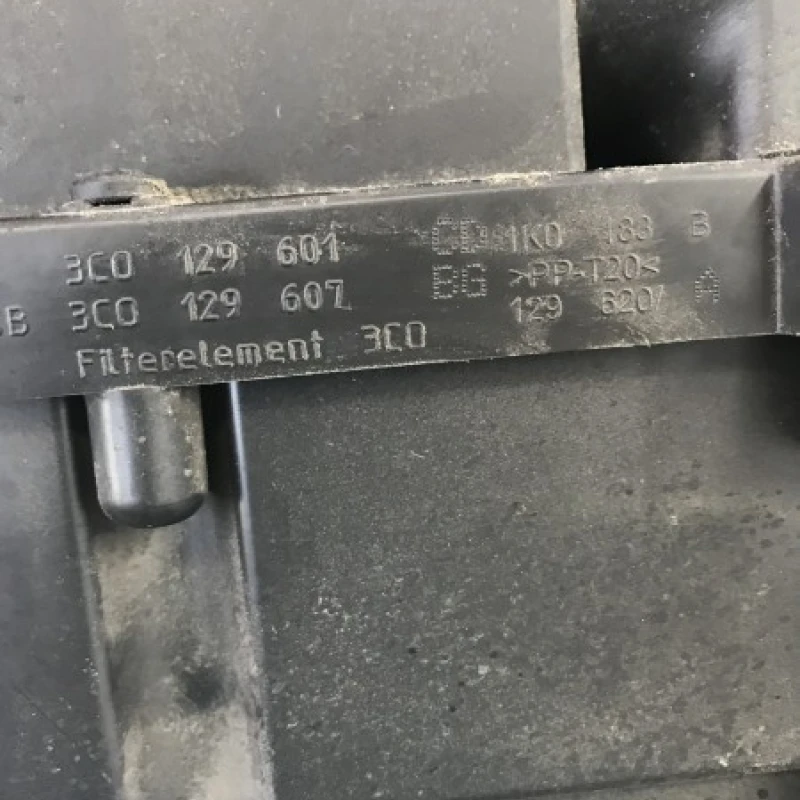 3C0 129 601
B 3C0 129 607
Filterelement 3C0
1K0 183 B
>PP-T20<
129 620/ A